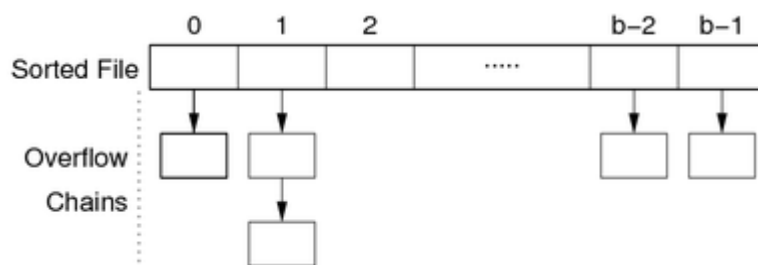 0 1 2 b-2 b-1
Sorted File .....
Overflow
Chains